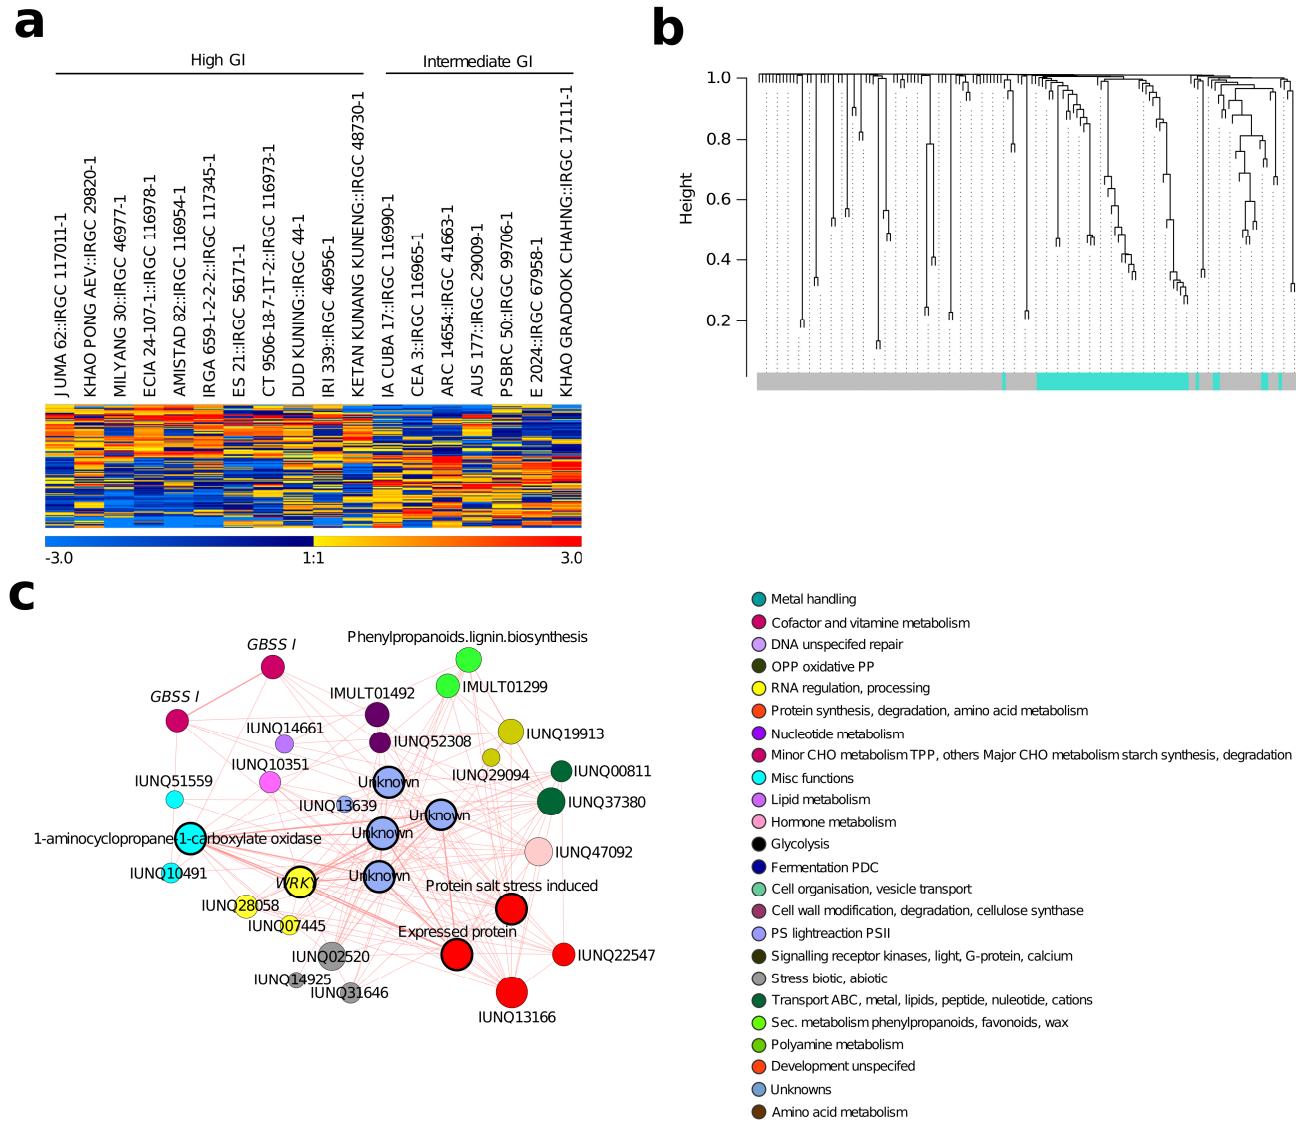 a
High GI
Intermediate GI
JUMA 62::IRGC 117011-1
KHAO PONG AEV::IRGC 29820-1
MILYANG 30::IRGC 46977-1
ECIA 24-107-1::IRGC 116978-1
AMISTAD 82::IRGC 116954-1
IRGA 659-1-2-2-2::IRGC 117345-1
ES 21::IRGC 56171-1
CT 9506-18-7-1T-2::IRGC 116973-1
DUD KUNING::IRGC 44-1
IRI 339::IRGC 46956-1
KETAN KUNANG KUNENG::IRGC 48730-1
IA CUBA 17::IRGC 116990-1
CEA 3::IRGC 116965-1
ARC 14654::IRGC 41663-1
AUS 177::IRGC 29009-1
PSBRC 50::IRGC 99706-1
E 2024::IRGC 67958-1
KHAO GRADOOK CHAHNG::IRGC 17111-1
-3.0
1:1
3.0
b
Height
1.0
0.8
0.6
0.4
0.2
c
GBSS I
Phenylpropanoids.lignin.biosynthesis
GBSS I
IMULT01492
IMULT01299
IUNQ14661
IUNQ52308
IUNQ19913
IUNQ10351
IUNQ29094
IUNQ00811
IUNQ51559
Unknown
IUNQ13639
Unknown
IUNQ37380
1-aminocyclopropane-1-carboxylate oxidase
Unknown
IUNQ47092
IUNQ10491
WRKY
Unknown
Protein salt stress induced
IUNQ28058
IUNQ07445
Expressed protein
IUNQ02520
IUNQ22547
IUNQ14925
IUNQ31646
IUNQ13166
Metal handling
Cofactor and vitamine metabolism
DNA unspecifed repair
OPP oxidative PP
RNA regulation, processing
Protein synthesis, degradation, amino acid metabolism
Nucleotide metabolism
Minor CHO metabolism TPP, others Major CHO metabolism starch synthesis, degradation
Misc functions
Lipid metabolism
Hormone metabolism
Glycolysis
Fermentation PDC
Cell organisation, vesicle transport
Cell wall modification, degradation, cellulose synthase
PS lightreaction PSII
Signalling receptor kinases, light, G-protein, calcium
Stress biotic, abiotic
Transport ABC, metal, lipids, peptide, nuleotide, cations
Sec. metabolism phenylpropanoids, favonoids, wax
Polyamine metabolism
Development unspecifed
Unknowns
Amino acid metabolism